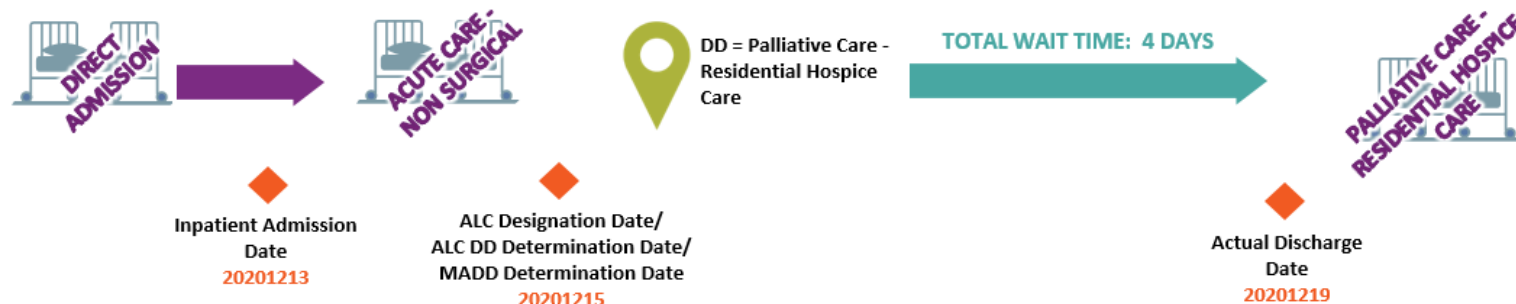 DIRECT
ADMISSION
ACUTE CARE -
NON SURGICAL
DD = Palliative Care -
Residential Hospice
Care
TOTAL WAIT TIME: 4 DAYS
PALLIATIVE CARE -
RESIDENTIAL HOSPICE
CARE
Inpatient Admission
Date
20201213
ALC Designation Date/
ALC DD Determination Date/
MADD Determination Date
20201215
Actual Discharge
Date
20201219